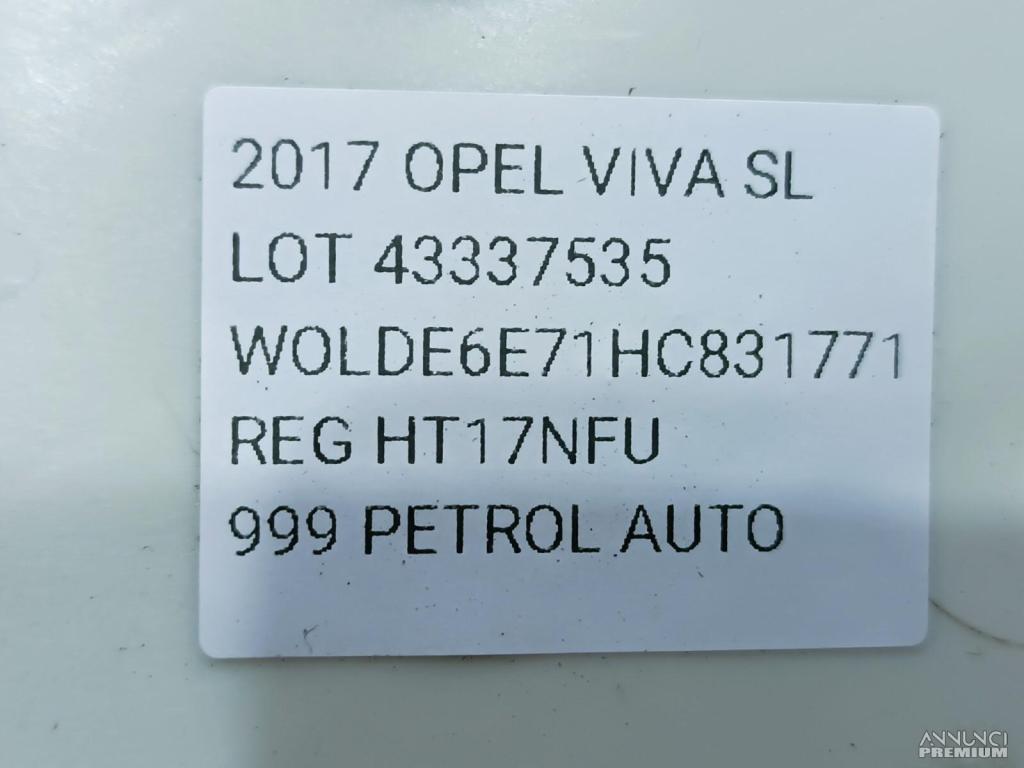 2017 OPEL VIVA SL
LOT 43337535
WOLDE6E71HC831771
REG HT17NFU
999 PETROL AUTO
ANNUNCI
PREMIUM